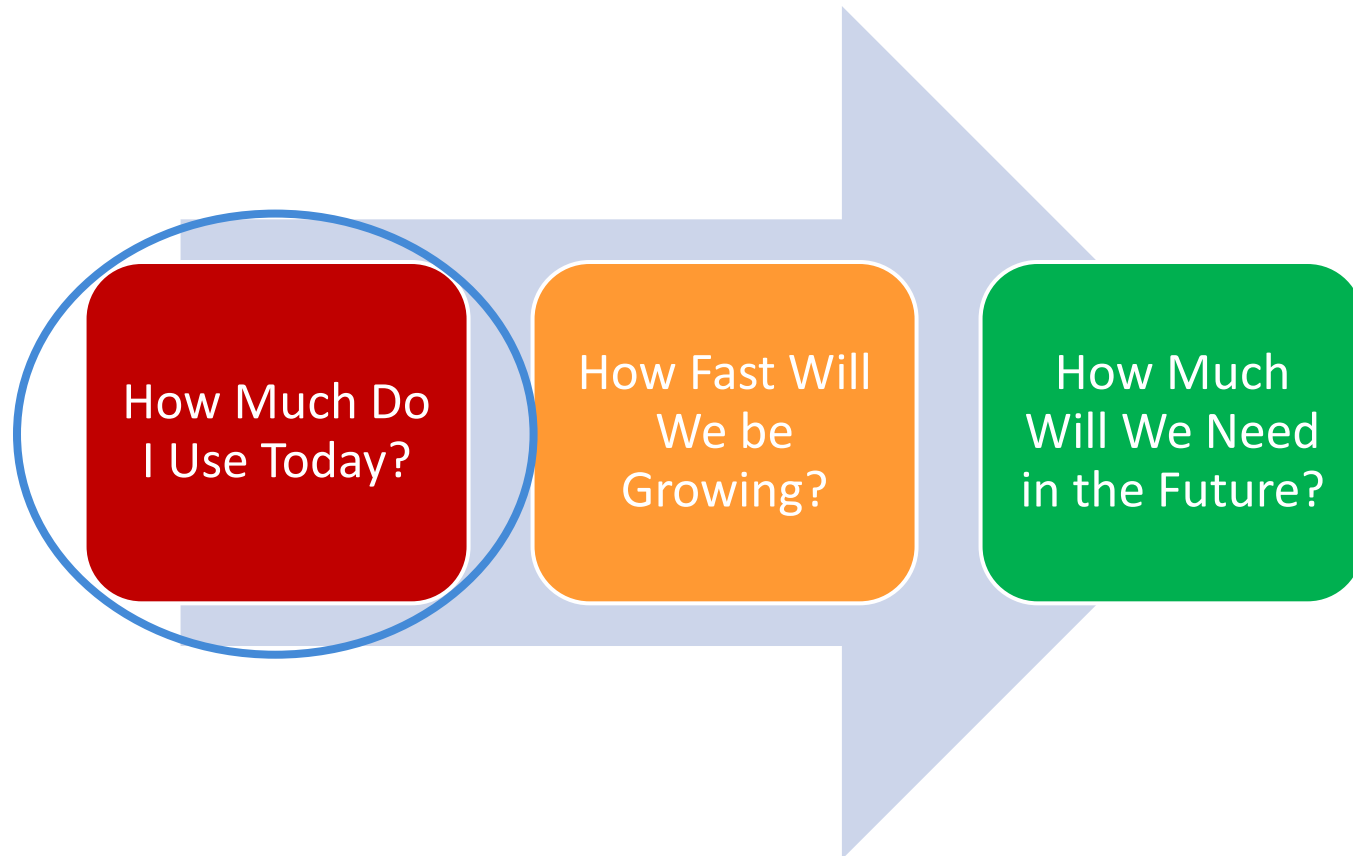 How Much Do
I Use Today?
How Fast Will
We be
Growing?
How Much
Will We Need
in the Future?